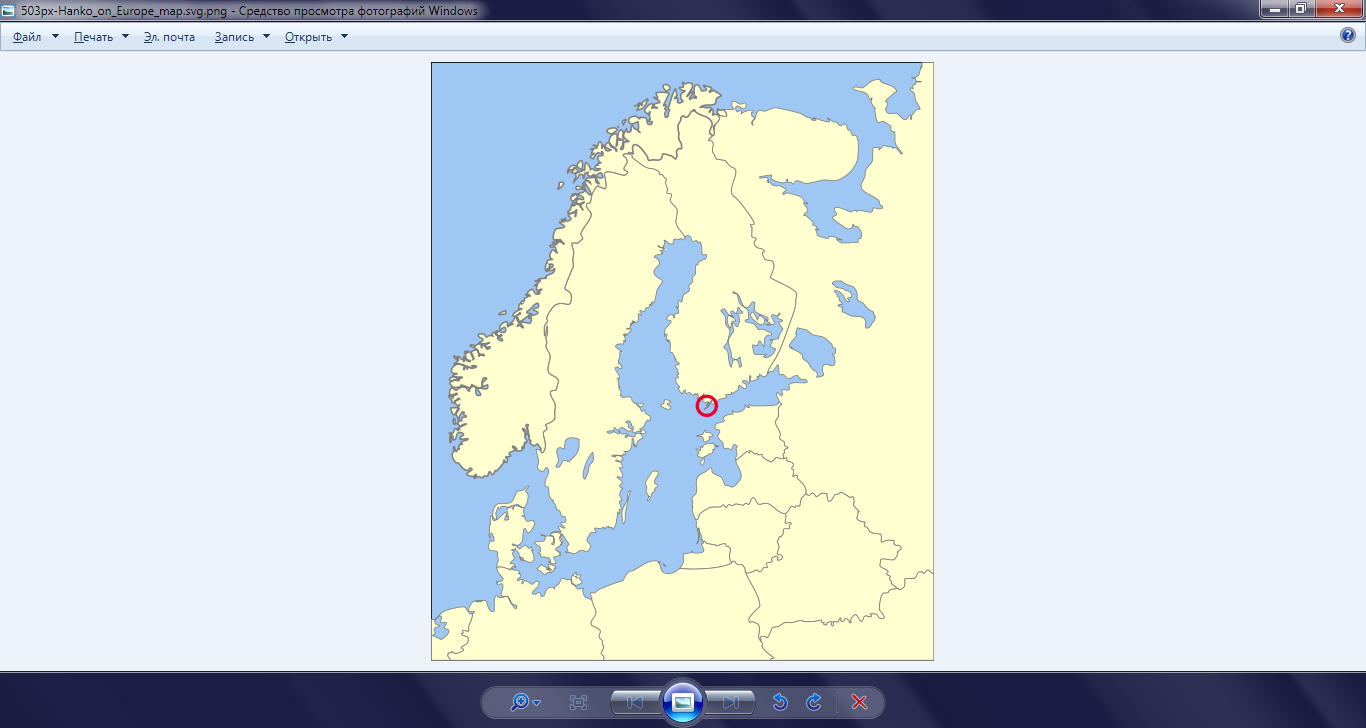 503px-Hanko_on_Europe_map.svg.png - Средство просмотра фотографий Windows
Файл Печать Эл. почта Запись Открыть